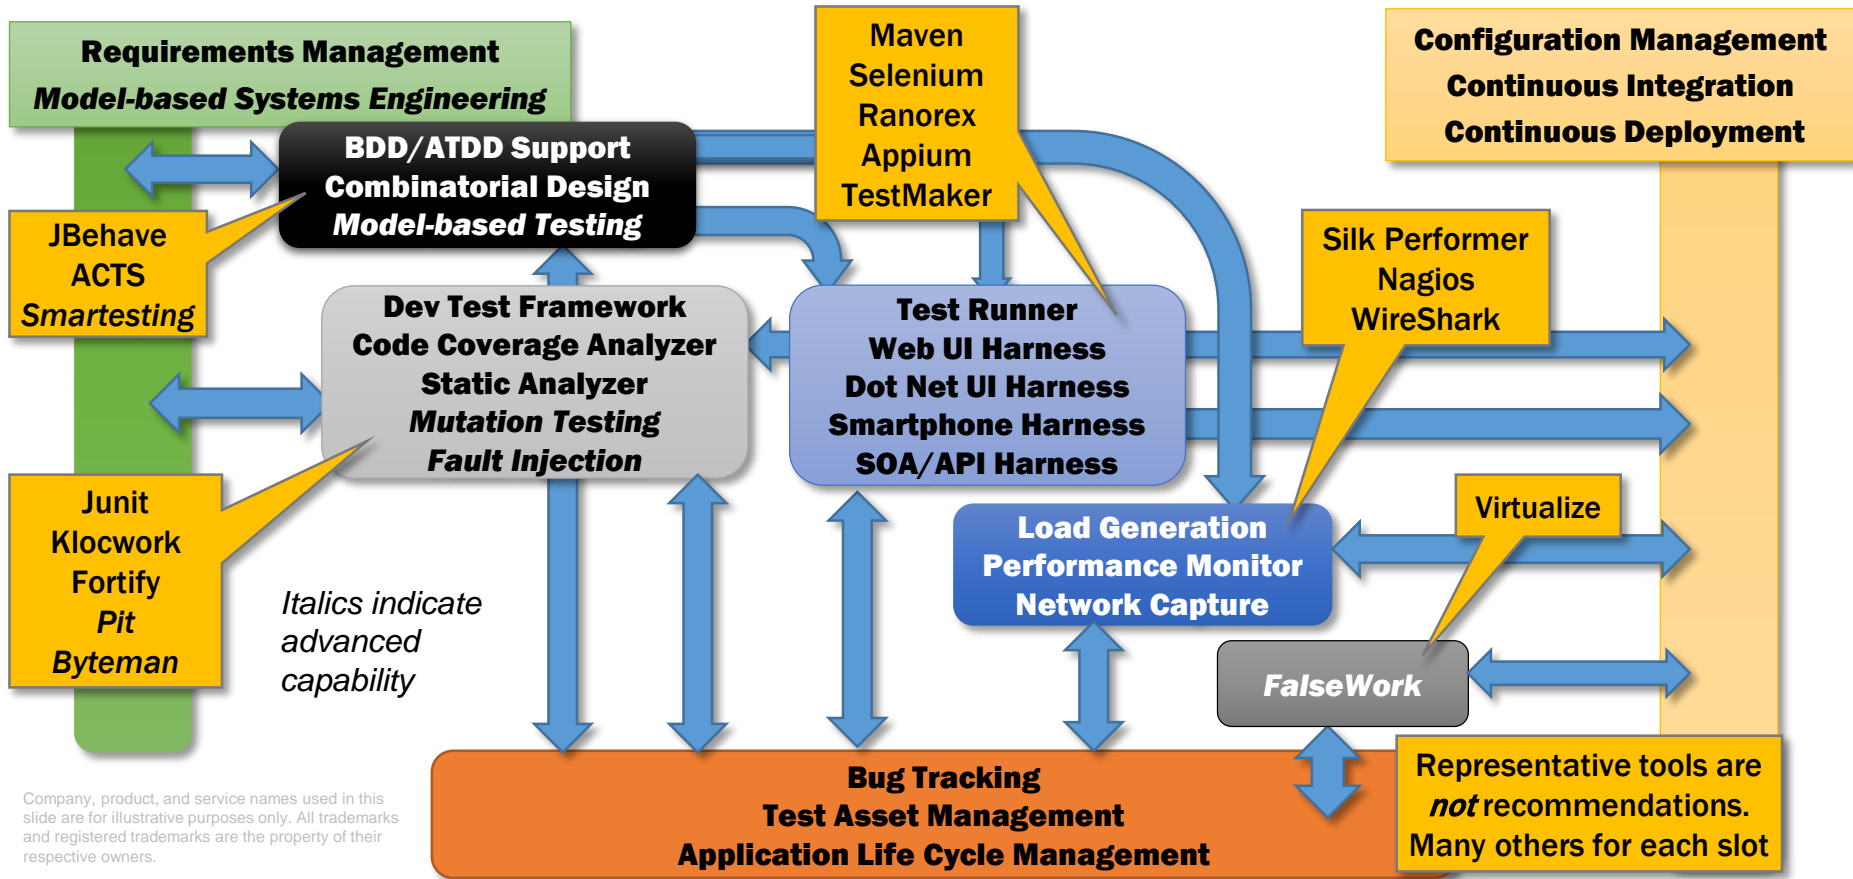 Requirements Management
Model-based Systems Engineering
BDD/ATDD Support
Combinatorial Design
Model-based Testing
JBehave
ACTS
Smartesting
Maven
Selenium
Ranorex
Appium
TestMaker
Configuration Management
Continuous Integration
Continuous Deployment
Silk Performer
Nagios
WireShark
Dev Test Framework
Code Coverage Analyzer
Static Analyzer
Mutation Testing
Fault Injection
Test Runner
Web UI Harness
Dot Net UI Harness
Smartphone Harness
SOA/API Harness
Junit
Klocwork
Fortify
Pit
Byteman
Italics indicate
advanced
capability
Load Generation
Performance Monitor
Network Capture
Virtualize
FalseWork
Bug Tracking
Test Asset Management
Application Life Cycle Management
Representative tools are
not recommendations.
Many others for each slot
Company, product, and service names used in this
slide are for illustrative purposes only. All trademarks
and registered trademarks are the property of their
respective owners.